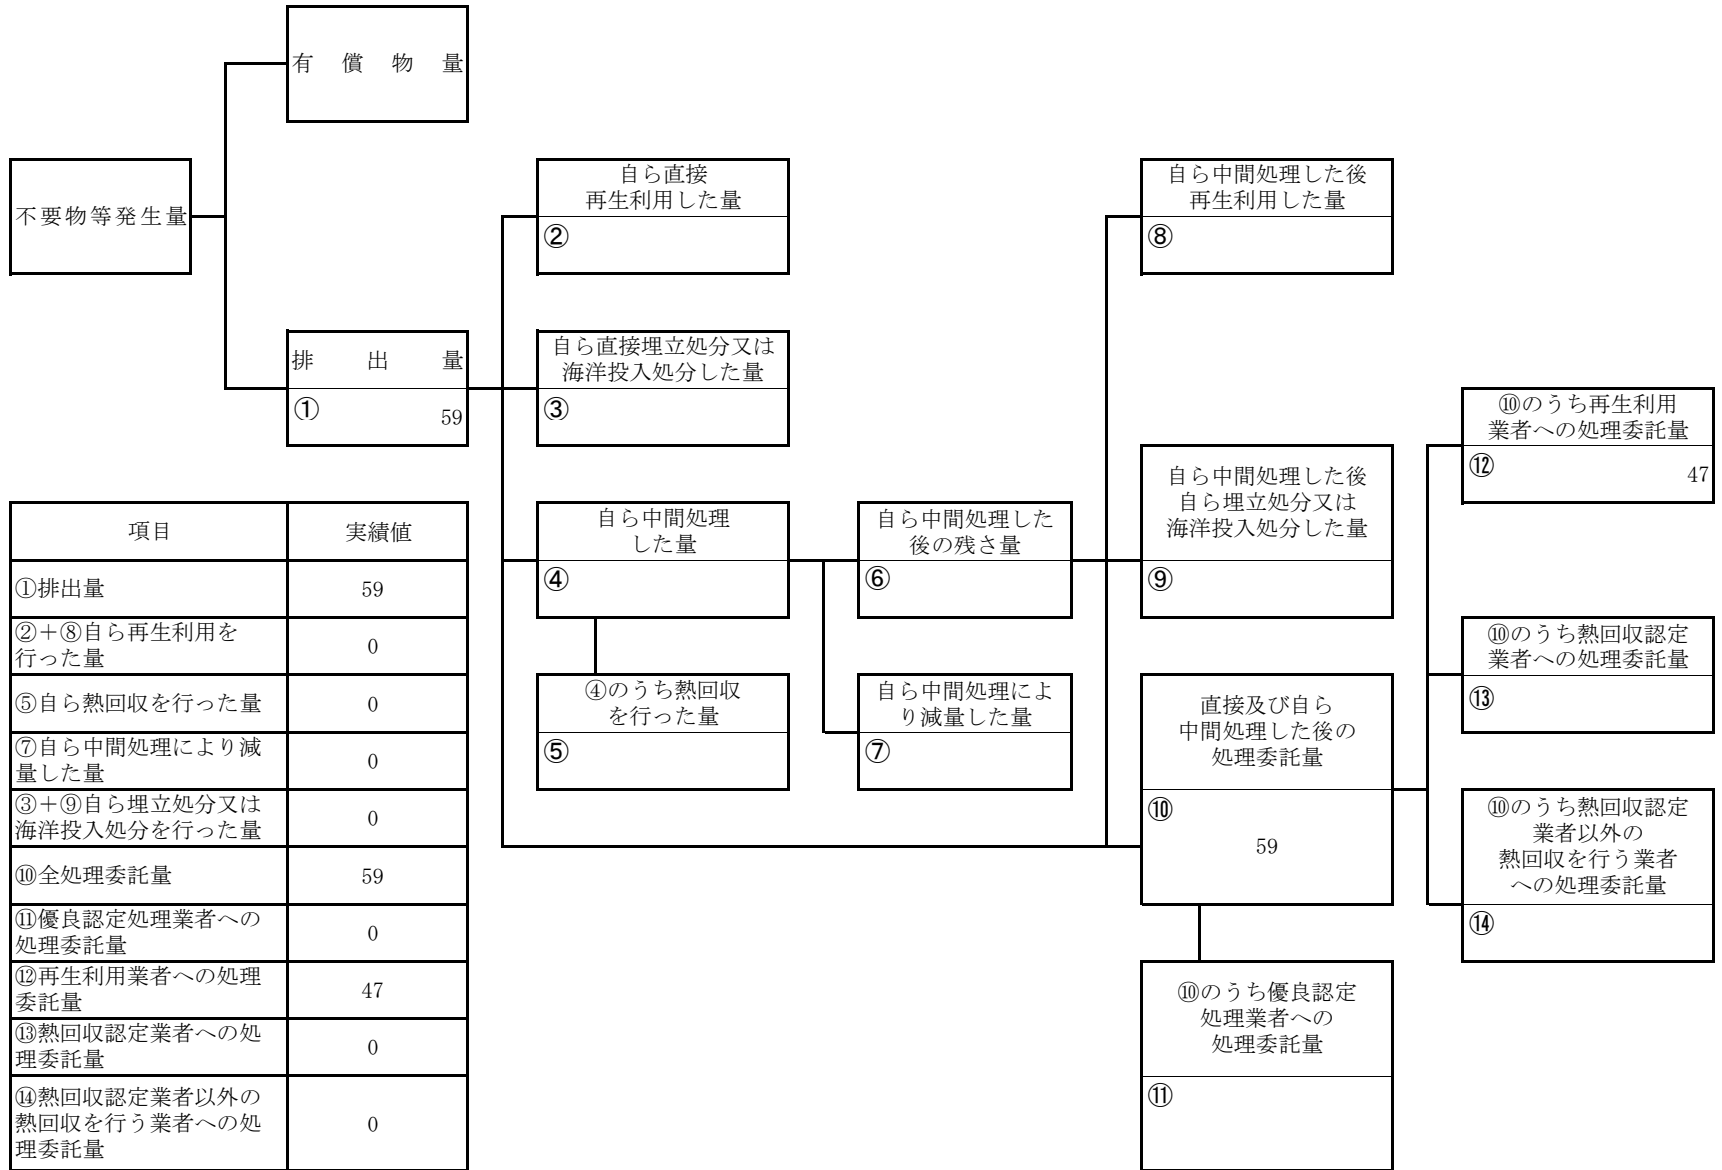 有償物量
不要物等発生量
排出量
① 59
自ら直接
再生利用した量
②
自ら直接埋立処分又は
海洋投入処分した量
③
自ら中間処理
した量
④
④のうち熱回収
を行った量
⑤
自ら中間処理した
後の残さ量
⑥
自ら中間処理によ
り減量した量
⑦
自ら中間処理した後
再生利用した量
⑧
自ら中間処理した後
自ら埋立処分又は
海洋投入処分した量
⑨
直接及び自ら
中間処理した後の
処理委託量
⑩
59
⑩のうち優良認定
処理業者への
処理委託量
⑪
⑩のうち再生利用
業者への処理委託量
⑫ 47
⑩のうち熱回収認定
業者への処理委託量
⑬
⑩のうち熱回収認定
業者以外の
熱回収を行う業者
への処理委託量
⑭
項目 実績値
①排出量 59
②+⑧自ら再生利用を
行った量 0
⑤自ら熱回収を行った量 0
⑦自ら中間処理により減
量した量 0
③+⑨自ら埋立処分又は
海洋投入処分を行った量 0
⑩全処理委託量 59
⑪優良認定処理業者への
処理委託量 0
⑫再生利用業者への処理
委託量 47
⑬熱回収認定業者への処
理委託量 0
⑭熱回収認定業者以外の
熱回収を行う業者への処
理委託量 0